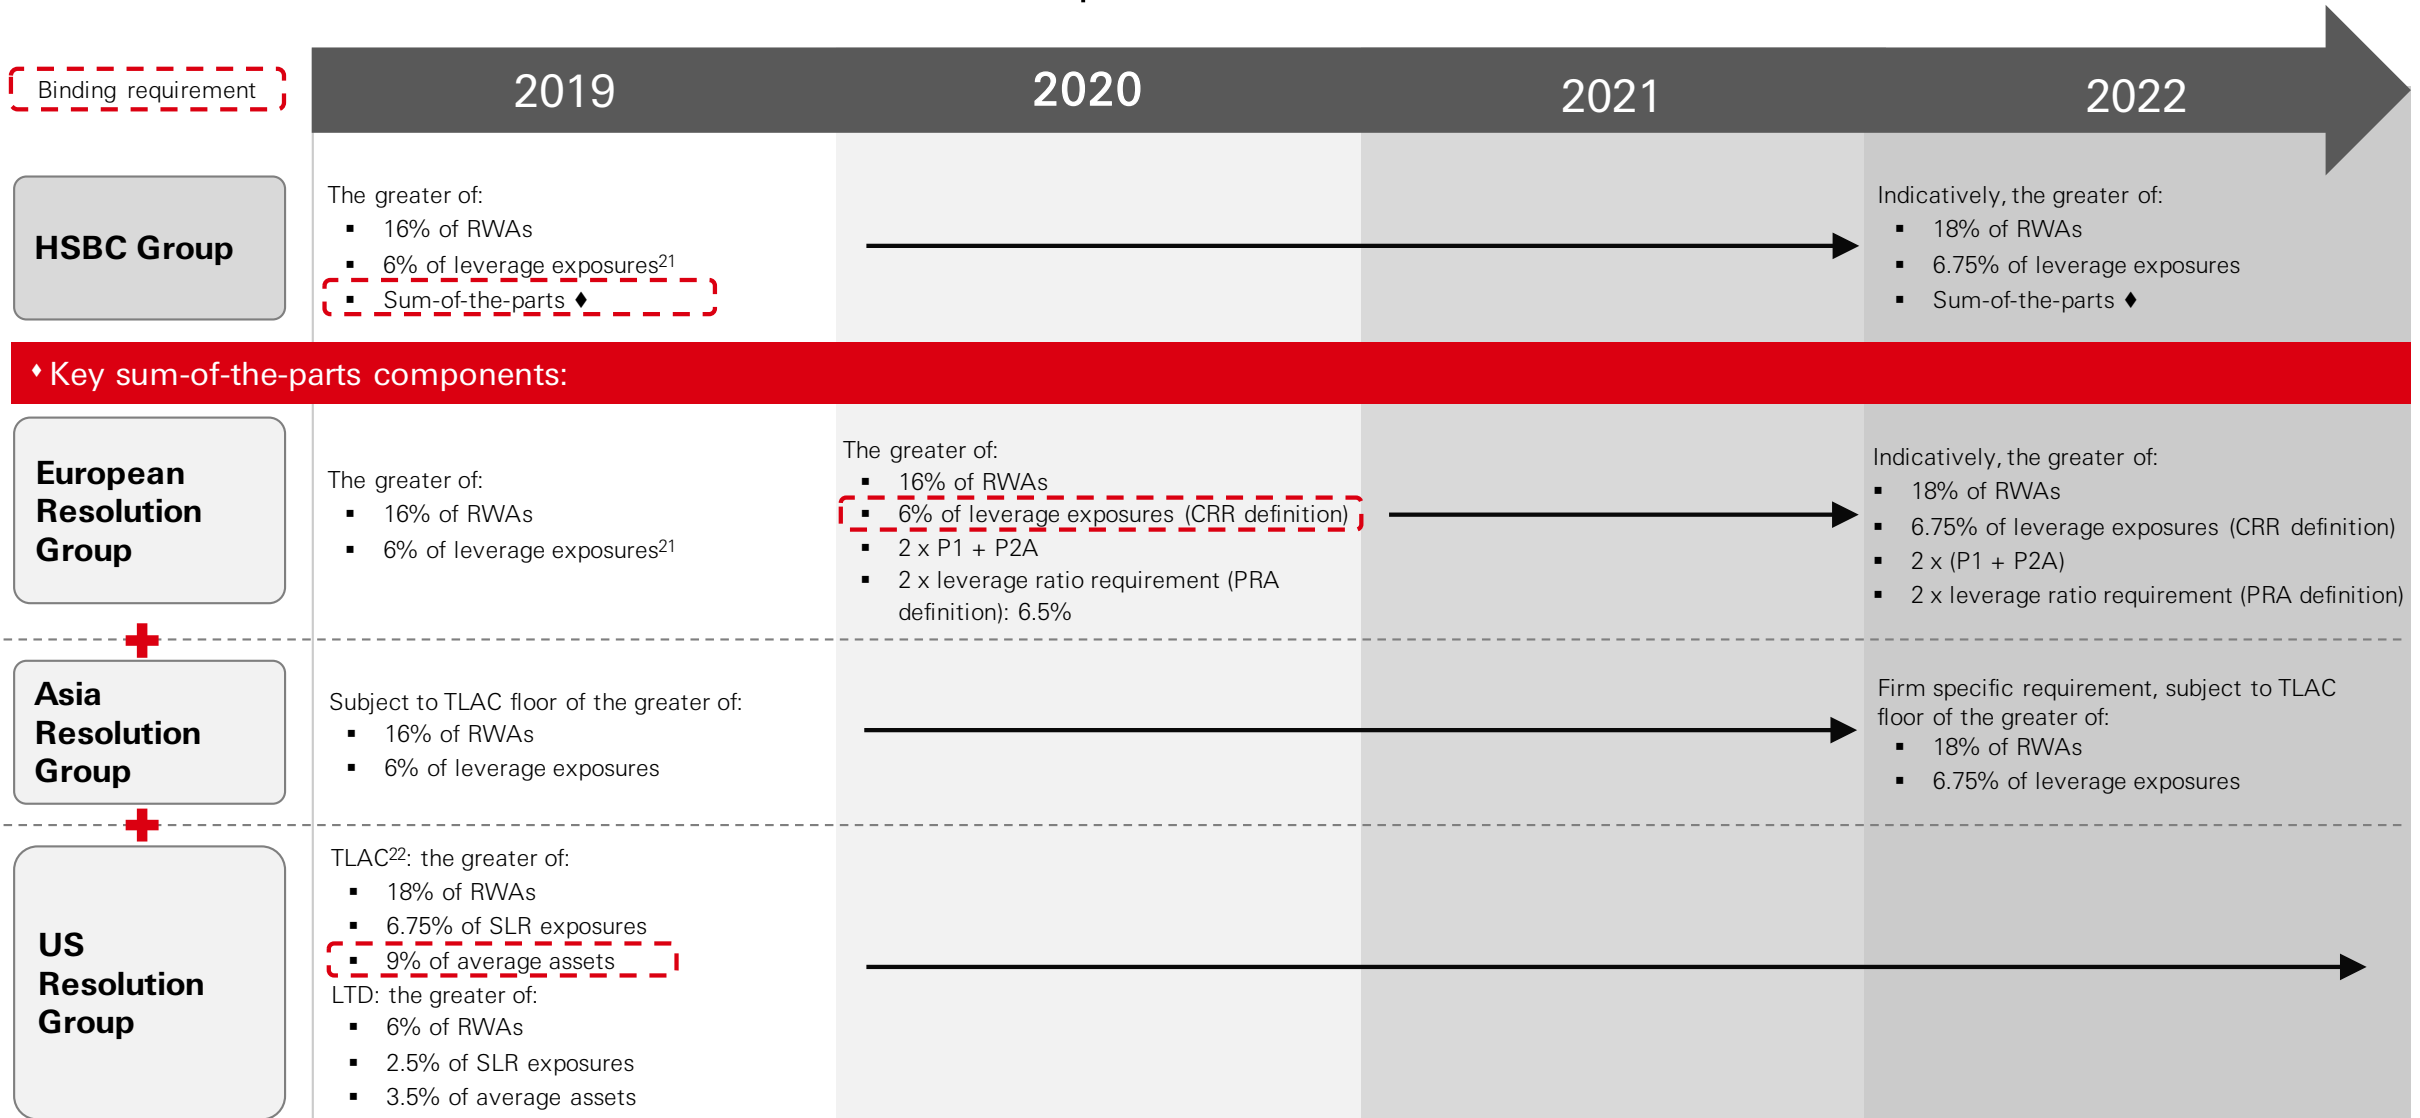 Binding requirement
2019
2020
2021
2022
HSBC Group
The greater of:
▪ 16% of RWAs
▪ 6% of leverage exposures21
▪ Sum-of-the-parts ♦
Indicatively, the greater of:
▪ 18% of RWAs
▪ 6.75% of leverage exposures
▪ Sum-of-the-parts ♦
♦ Key sum-of-the-parts components:
European
Resolution
Group
The greater of:
▪ 16% of RWAs
▪ 6% of leverage exposures21
The greater of:
▪ 16% of RWAs
▪ 6% of leverage exposures (CRR definition)
▪ 2 x P1 + P2A
▪ 2 x leverage ratio requirement (PRA
definition): 6.5%
Indicatively, the greater of:
▪ 18% of RWAs
▪ 6.75% of leverage exposures (CRR definition)
▪ 2 x (P1 + P2A)
▪ 2 x leverage ratio requirement (PRA definition)
Asia
Resolution
Group
Subject to TLAC floor of the greater of:
▪ 16% of RWAs
▪ 6% of leverage exposures
Firm specific requirement, subject to TLAC
floor of the greater of:
▪ 18% of RWAs
▪ 6.75% of leverage exposures
US
Resolution
Group
TLAC22: the greater of:
▪ 18% of RWAs
▪ 6.75% of SLR exposures
▪ 9% of average assets
LTD: the greater of:
▪ 6% of RWAs
▪ 2.5% of SLR exposures
▪ 3.5% of average assets